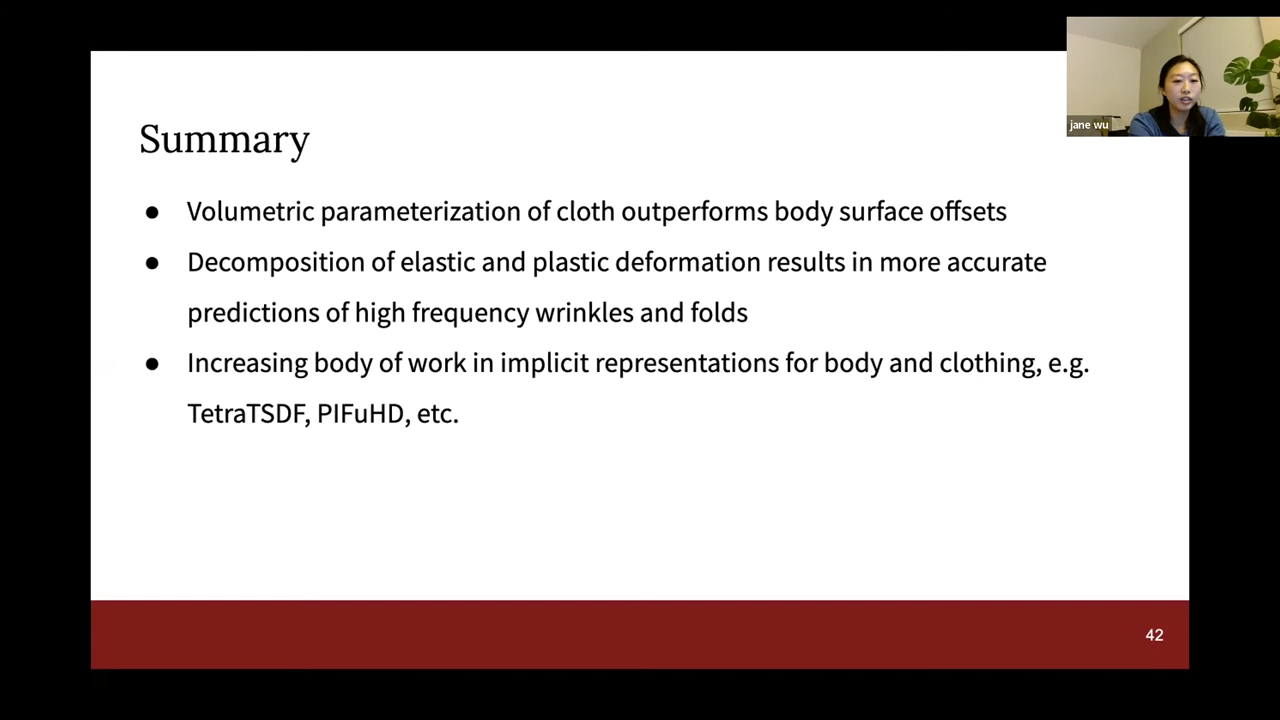 jane wu
Summary
● Volumetric parameterization of cloth outperforms body surface offsets
● Decomposition of elastic and plastic deformation results in more accurate
predictions of high frequency wrinkles and folds
● Increasing body of work in implicit representations for body and clothing, e.g.
TetraTSDF, PIFuHD, etc.
42